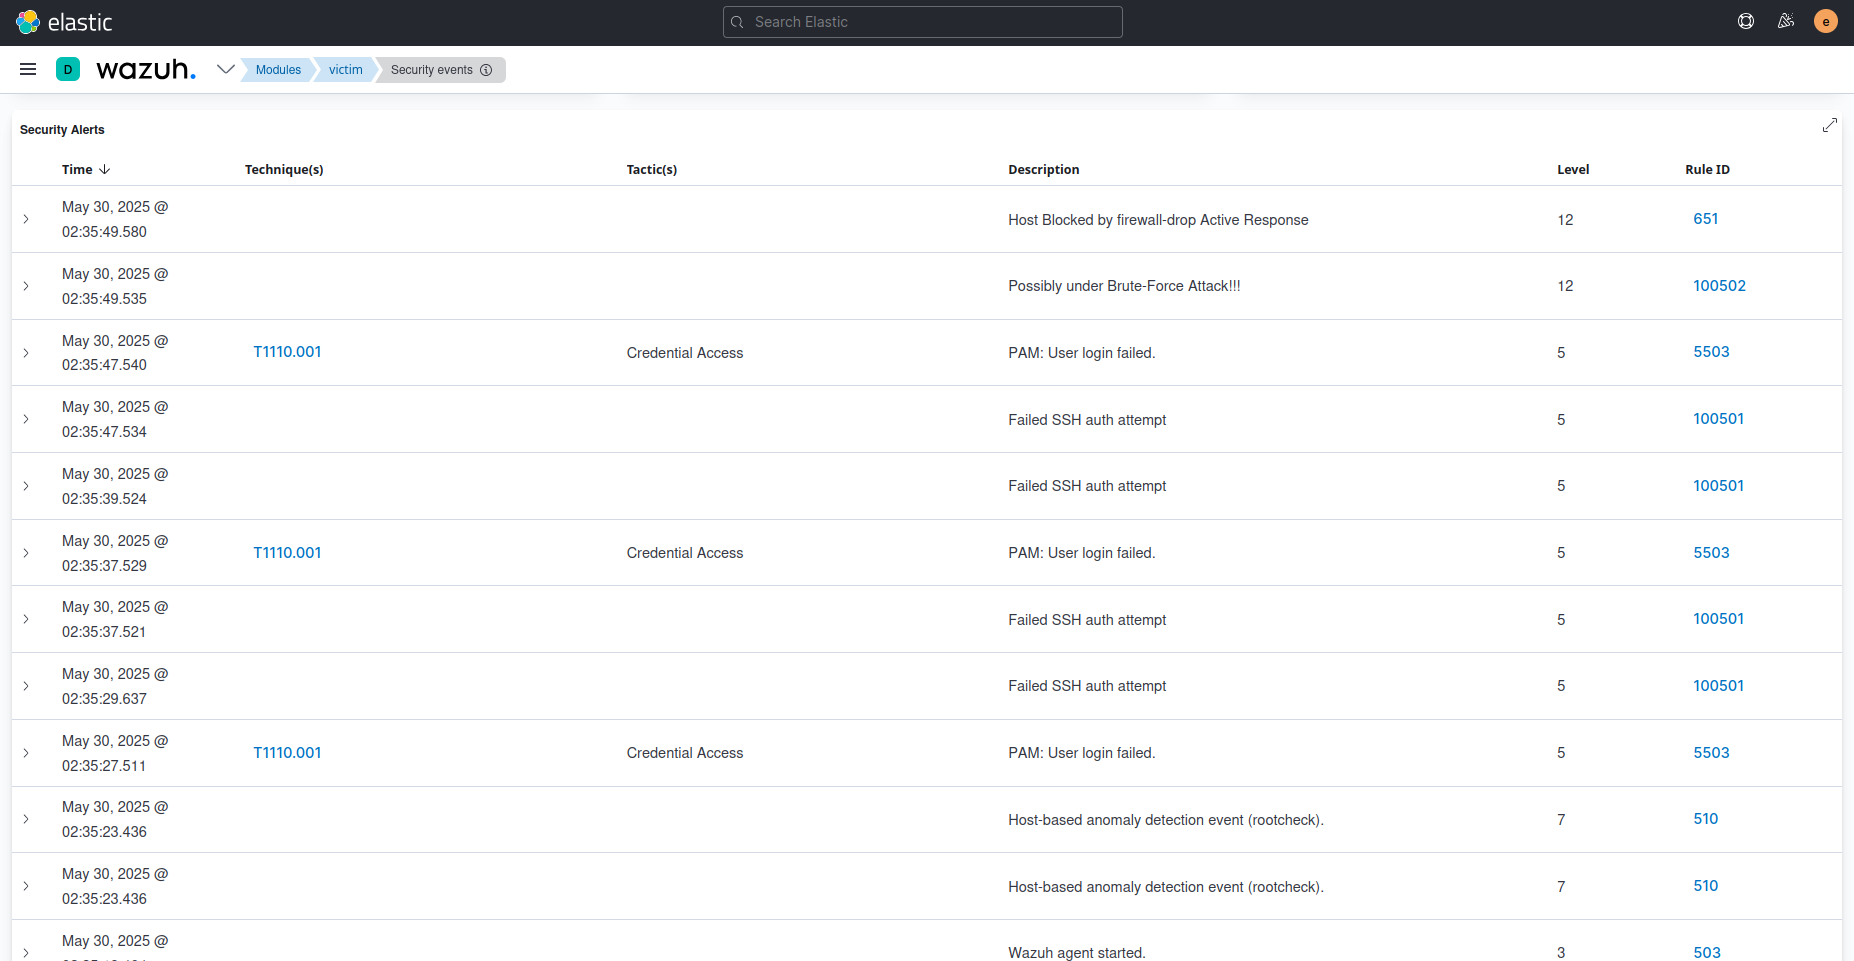 elastic
Search Elastic
e
D
wazuh.
Modules
victim
Security events
Security Alerts
Time Technique(s) Tactic(s) Description Level Rule ID
May 30, 2025 @
02:35:49.580
Host Blocked by firewall-drop Active Response 12 651
May 30, 2025 @
02:35:49.535
Possibly under Brute-Force Attack!!! 12 100502
May 30, 2025 @
02:35:47.540
T1110.001 Credential Access PAM: User login failed. 5 5503
May 30, 2025 @
02:35:47.534
Failed SSH auth attempt 5 100501
May 30, 2025 @
02:35:39.524
Failed SSH auth attempt 5 100501
May 30, 2025 @
02:35:37.529
T1110.001 Credential Access PAM: User login failed. 5 5503
May 30, 2025 @
02:35:37.521
Failed SSH auth attempt 5 100501
May 30, 2025 @
02:35:29.637
Failed SSH auth attempt 5 100501
May 30, 2025 @
02:35:27.511
T1110.001 Credential Access PAM: User login failed. 5 5503
May 30, 2025 @
02:35:23.436
Host-based anomaly detection event (rootcheck). 7 510
May 30, 2025 @
02:35:23.436
Host-based anomaly detection event (rootcheck). 7 510
May 30, 2025 @
Wazuh agent started. 3 503